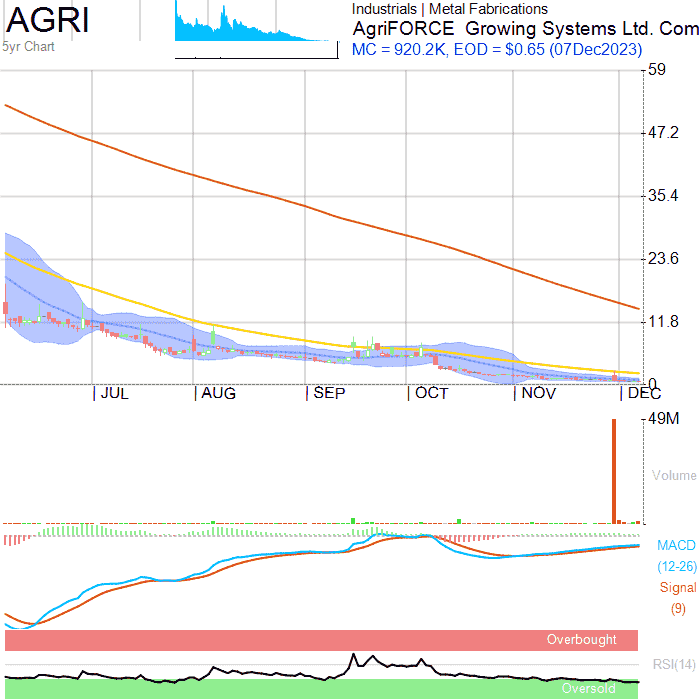 AGRI
5yr Chart
Industrials | Metal Fabrications
AgriFORCE Growing Systems Ltd. Com
MC = 920.2K, EOD = $0.65 (07Dec2023)
59
47.2
35.4
23.6
11.8
0
JUL
AUG
SEP
OCT
NOV
DEC
49M
Volume
MACD
(12-26)
Signal
(9)
Overbought
RSI(14)
Oversold